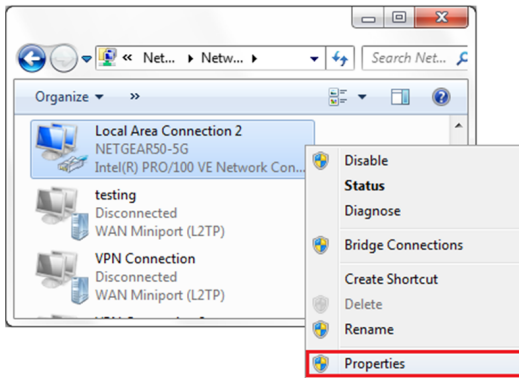 « Net... Netw...
Search Net...
Organize »
Local Area Connection 2
NETGEAR50-5G
Intel(R) PRO/100 VE Network Con...
testing
Disconnected
WAN Miniport (L2TP)
VPN Connection
Disconnected
WAN Miniport (L2TP)
Disable
Status
Diagnose
Bridge Connections
Create Shortcut
Delete
Rename
Properties